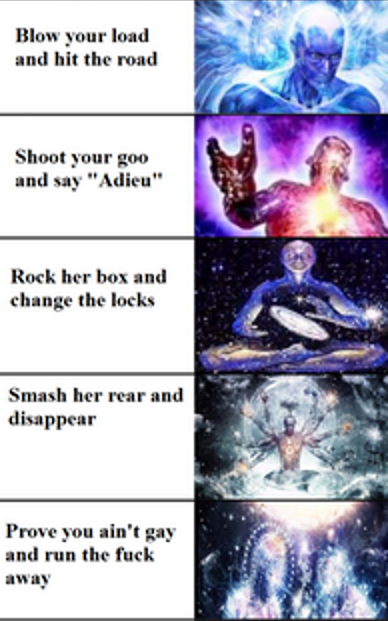 Blow your load
and hit the road
Shoot your goo
and say "Adieu"
Rock her box and
change the locks
Smash her rear and
disappear
Prove you ain't gay
and run the fuck
away